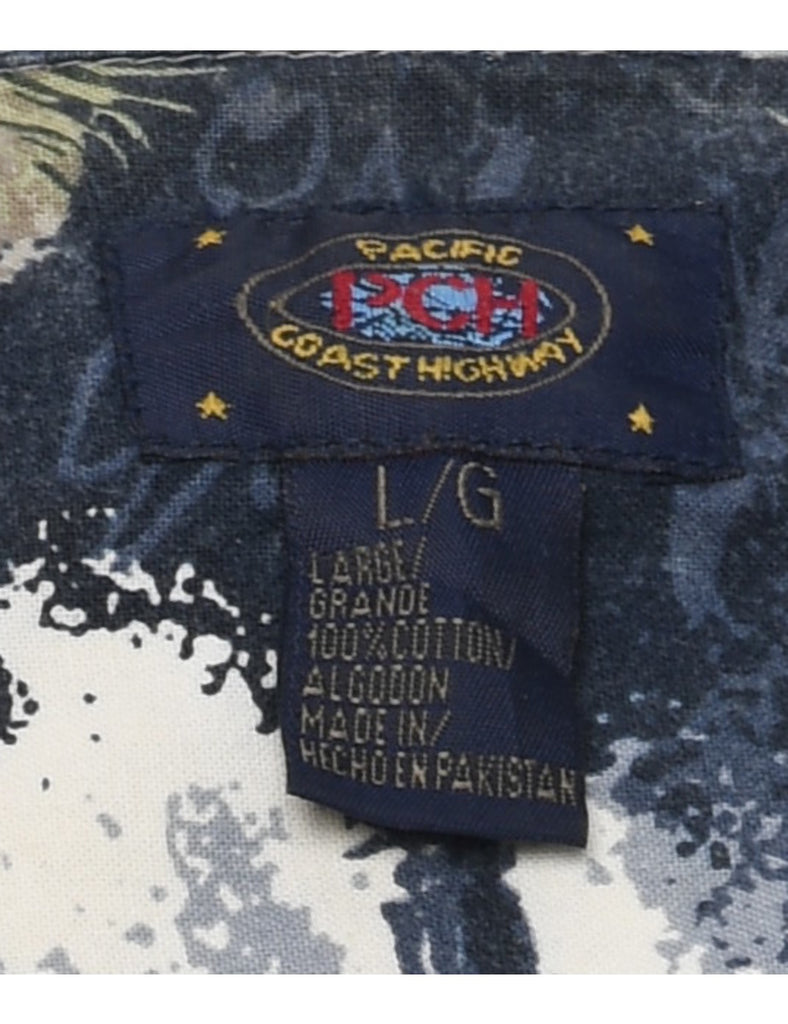 PACIFIC
PCH
COAST HIGHWAY
L/G
LARGE/
GRANDE
100% COTTON/
ALGODON
MADE IN/
HECHO EN PAKISTAN